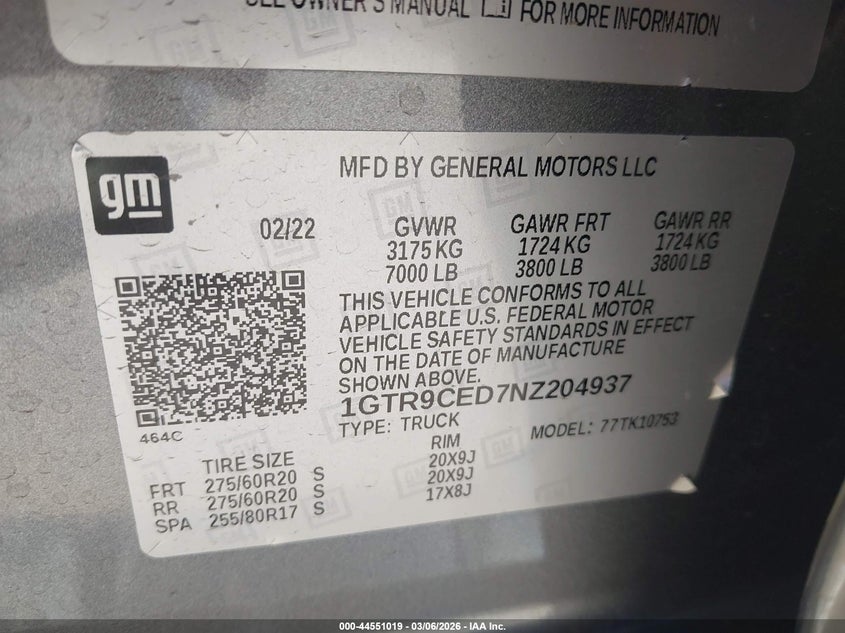 SEE OWNER'S MANUAL FOR MORE INFORMATION
gm
MFD BY GENERAL MOTORS LLC
02/22
GVWR
3175 KG
7000 LB
GAWR FRT
1724 KG
3800 LB
GAWR RR
1724 KG
3800 LB
THIS VEHICLE CONFORMS TO ALL
APPLICABLE U.S. FEDERAL MOTOR
VEHICLE SAFETY STANDARDS IN EFFECT
ON THE DATE OF MANUFACTURE
SHOWN ABOVE.
1GTR9CED7NZ204937
TYPE: TRUCK
MODEL: 77TK10753
464C
TIRE SIZE
RIM
FRT 275/60R20 S 20X9J
RR 275/60R20 S 20X9J
SPA 255/80R17 S 17X8J
000-44551019 — 03/06/2026 — IAA Inc.